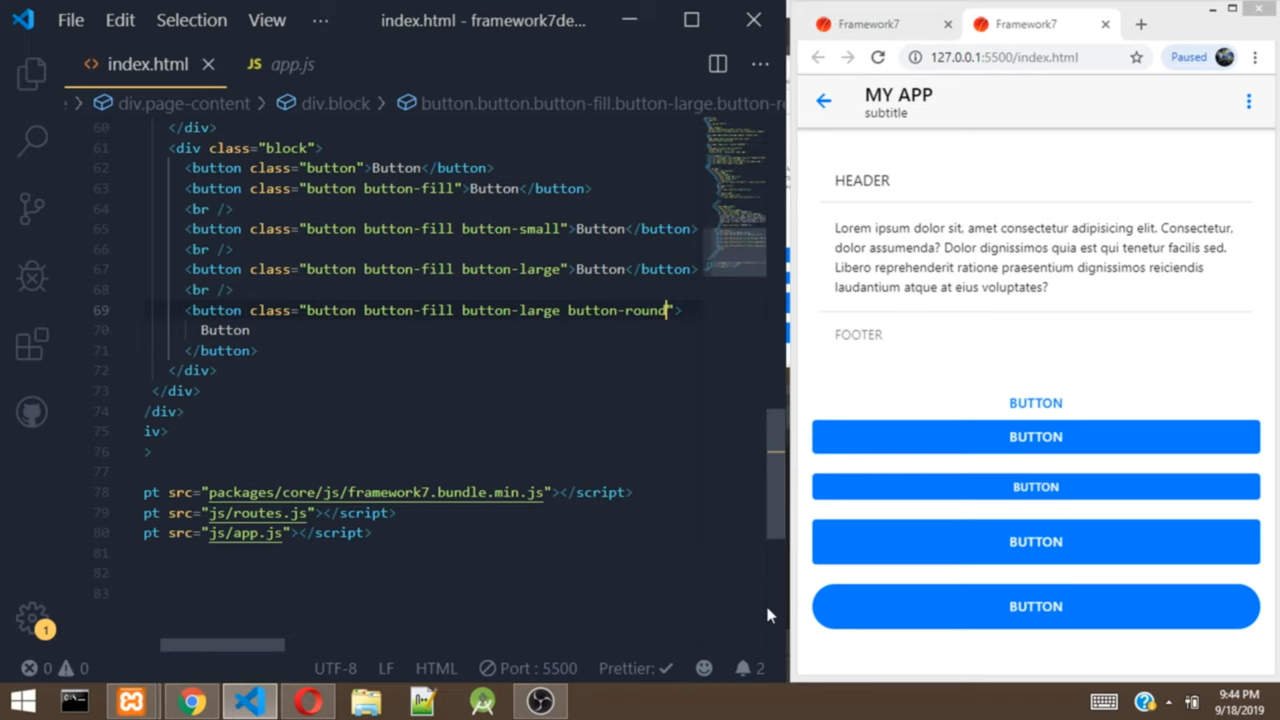 File Edit Selection View ··· index.html - framework7de...
index.html JS app.js
div.page-content > div.block > button.button.button-fill.button-large.button-ro
60 </div>
61 <div class="block">
62 <button class="button">Button</button>
63 <button class="button button-fill">Button</button>
64 <br />
65 <button class="button button-fill button-small">Button</button>
66 <br />
67 <button class="button button-fill button-large">Button</button>
68 <br />
69 <button class="button button-fill button-large button-round">
70 Button
71 </button>
72 </div>
73 </div>
74 /div>
75 iv>
76 >
77
78 pt src="packages/core/js/framework7.bundle.min.js"></script>
79 pt src="js/routes.js"></script>
80 pt src="js/app.js"></script>
81
82
83
1
0 0 UTF-8 LF HTML Port : 5500 Prettier: ✓ 2
Framework7 Framework7
127.0.0.1:5500/index.html Paused
MY APP
subtitle
HEADER
Lorem ipsum dolor sit, amet consectetur adipisicing elit. Consectetur,
dolor assumenda? Dolor dignissimos quia est qui tenetur facilis sed.
Libero reprehenderit ratione praesentium dignissimos reiciendis
laudantium atque at eius voluptates?
FOOTER
BUTTON
BUTTON
BUTTON
BUTTON
BUTTON
9:44 PM
9/18/2019